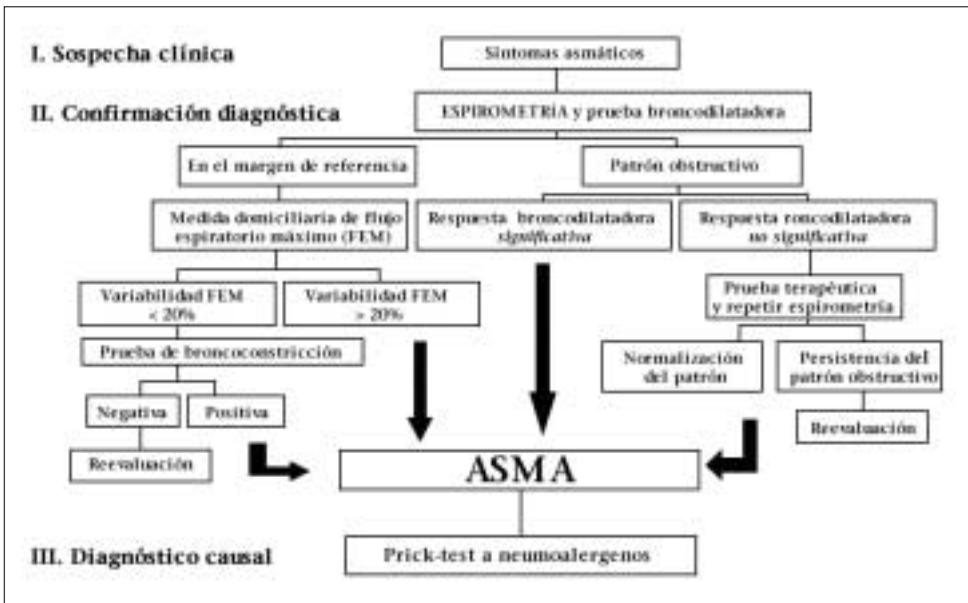 I. Sospecha clínica
Síntomas asmáticos
II. Confirmación diagnóstica
ESPIROMETRÍA y prueba broncodilatadora
En el margen de referencia
Patrón obstructivo
Medida domiciliaria de flujo
espiratorio máximo (FEM)
Respuesta broncodilatadora
significativa
Respuesta roncodilatadora
no significativa
Variabilidad FEM
< 20%
Variabilidad FEM
> 20%
Prueba terapéutica
y repetir espirometría
Prueba de broncoconstricción
Normalización
del patrón
Persistencia del
patrón obstructivo
Negativa
Positiva
Reevaluación
Reevaluación
ASMA
III. Diagnóstico causal
Prick-test a neumoalergenos